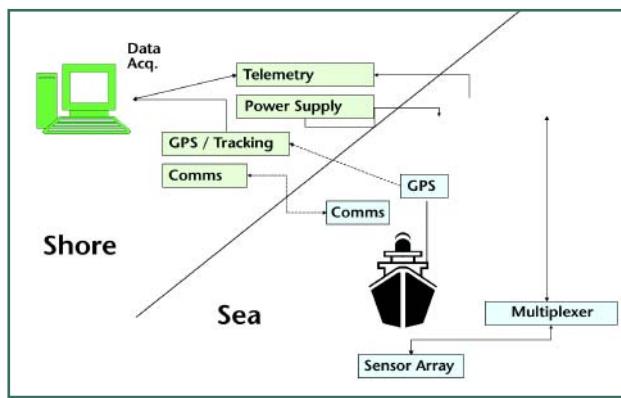 Data
Acq.
Telemetry
Power Supply
GPS / Tracking
Comms
GPS
Comms
Shore
Sea
Multiplexer
Sensor Array